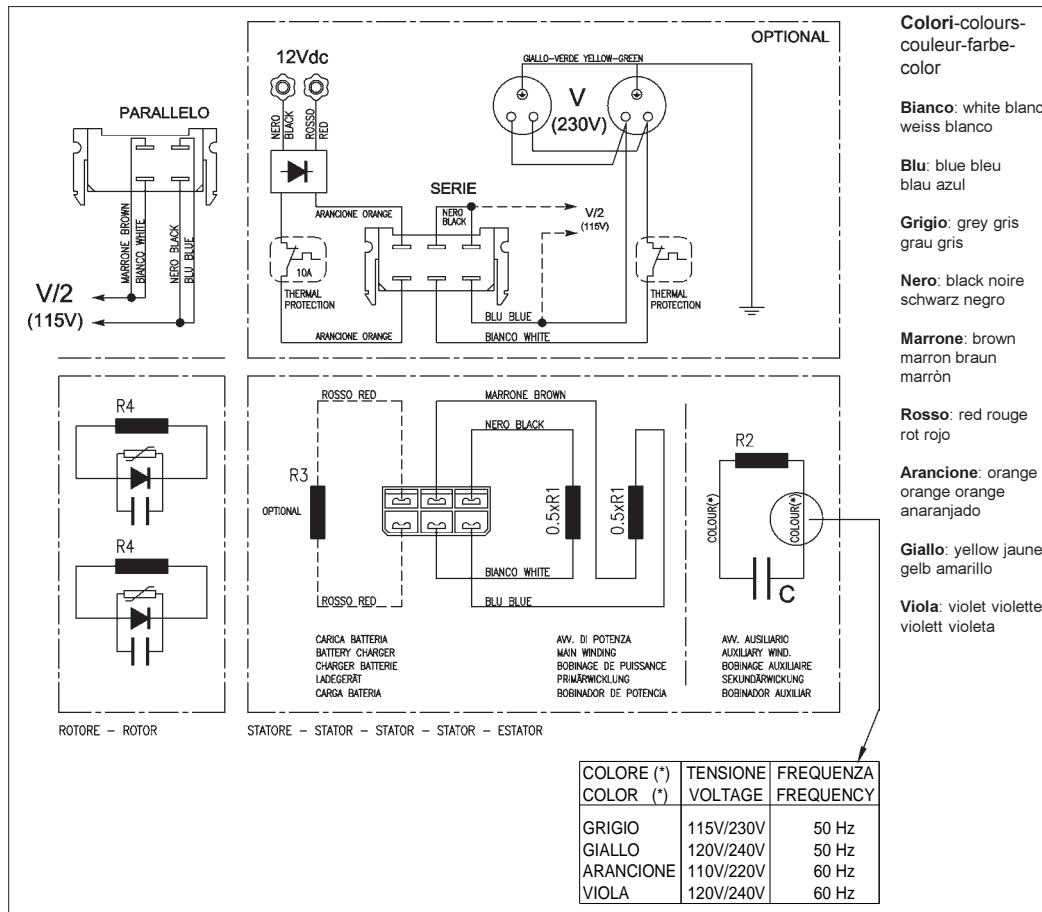 OPTIONAL
12Vdc
NERO
BLACK
ROSSO
RED
GIALLO-VERDE YELLOW-GREEN
V
(230V)
PARALLELO
MARRONE BROWN
BIANCO WHITE
NERO BLACK
BLU BLUE
V/2
(115V)
SERIE
ARANCIONE ORANGE
NERO
BLACK
V/2
(115V)
10A
THERMAL
PROTECTION
THERMAL
PROTECTION
BLU BLUE
ARANCIONE ORANGE
BIANCO WHITE
R4
R4
ROTORE - ROTOR
ROSSO RED
MARRONE BROWN
NERO BLACK
R3
OPTIONAL
0.5xR1
0.5xR1
R2
COLOUR(*)
COLOUR(*)
C
BIANCO WHITE
ROSSO RED
BLU BLUE
CARICA BATTERIA
BATTERY CHARGER
CHARGER BATTERIE
LADEGERÄT
CARGA BATERIA
AVV. DI POTENZA
MAIN WINDING
BOBINAGE DE PUISSANCE
PRIMÄRWICKLUNG
BOBINADOR DE POTENCIA
AVV. AUSILIARIO
AUXILIARY WIND.
BOBINAGE AUXILIAIRE
SEKUNDÄRWICKUNG
BOBINADOR AUXILIAR
STATORE - STATOR - STATOR - STATOR - ESTATOR
COLORE (*) TENSIONE FREQUENZA
COLOR (*) VOLTAGE FREQUENCY
GRIGIO 115V/230V 50 Hz
GIALLO 120V/240V 50 Hz
ARANCIONE 110V/220V 60 Hz
VIOLA 120V/240V 60 Hz
Colori-colours-
couleur-farbe-
color
Bianco: white blanc
weiss blanco
Blu: blue bleu
blau azul
Grigio: grey gris
grau gris
Nero: black noire
schwarz negro
Marrone: brown
marron braun
marròn
Rosso: red rouge
rot rojo
Arancione: orange
orange orange
anaranjado
Giallo: yellow jaune
gelb amarillo
Viola: violet violette
violett violeta